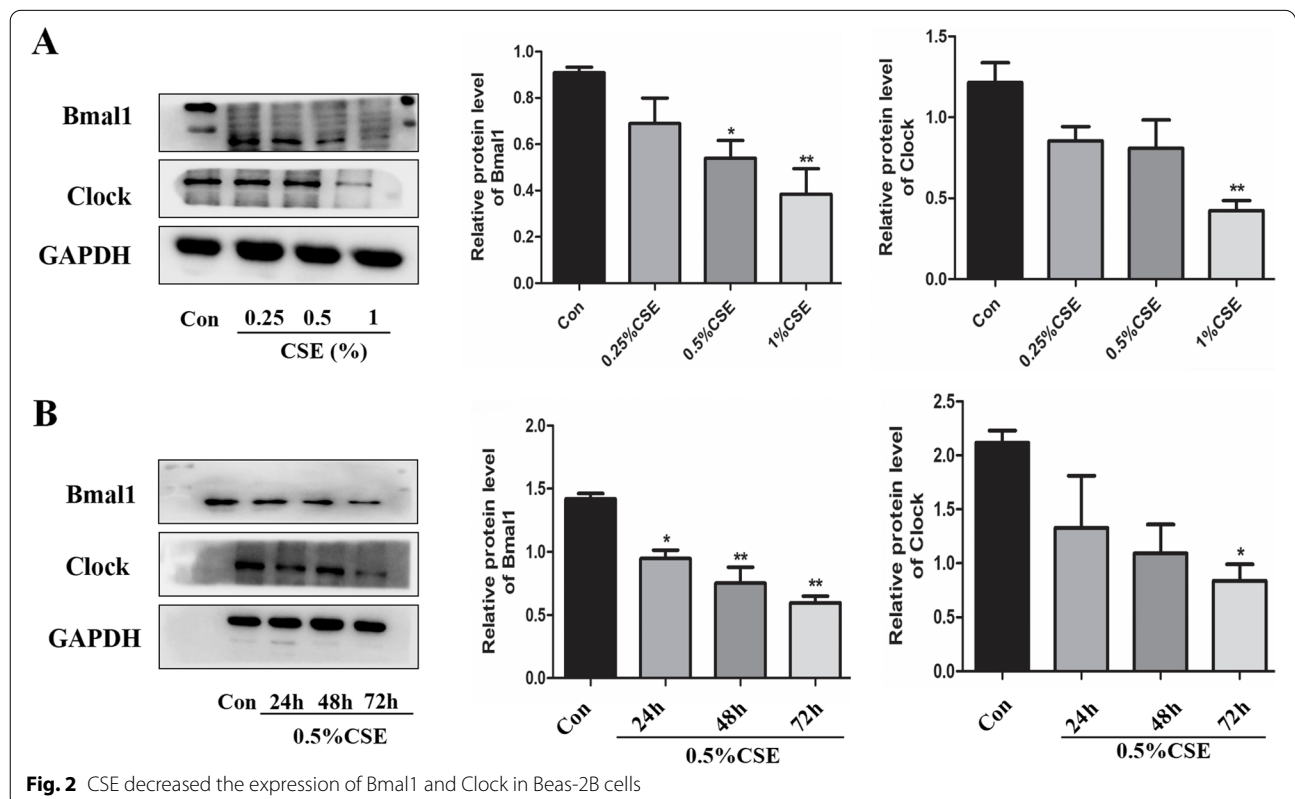 A
Bmal1
Clock
GAPDH
Con 0.25 0.5 1
CSE (%)
Relative protein level
of Bmal1
1.0
0.8
0.6
0.4
0.2
0.0
*
**
Con
0.25%CSE
0.5%CSE
1%CSE
Relative protein level
of Clock
1.5
1.0
0.5
0.0
**
Con
0.25%CSE
0.5%CSE
1%CSE
B
Bmal1
Clock
GAPDH
Con 24h 48h 72h
0.5%CSE
Relative protein level
of Bmal1
2.0
1.5
1.0
0.5
0.0
*
**
**
Con
24h
48h
72h
0.5%CSE
Relative protein level
of Clock
2.5
2.0
1.5
1.0
0.5
0.0
*
Con
24h
48h
72h
0.5%CSE
Fig. 2 CSE decreased the expression of Bmal1 and Clock in Beas-2B cells